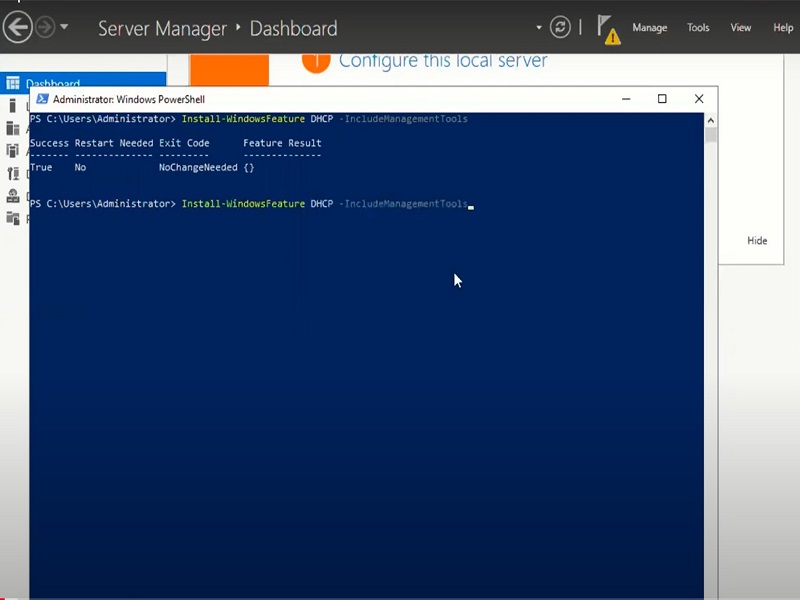 Server Manager ‣ Dashboard
Manage Tools View Help
Configure this local server
Dashboard
Administrator: Windows PowerShell
PS C:\Users\Administrator> Install-WindowsFeature DHCP -IncludeManagementTools
Success Restart Needed Exit Code Feature Result
------- -------------- --------- --------------
True No NoChangeNeeded {}
PS C:\Users\Administrator> Install-WindowsFeature DHCP -IncludeManagementTools
Hide